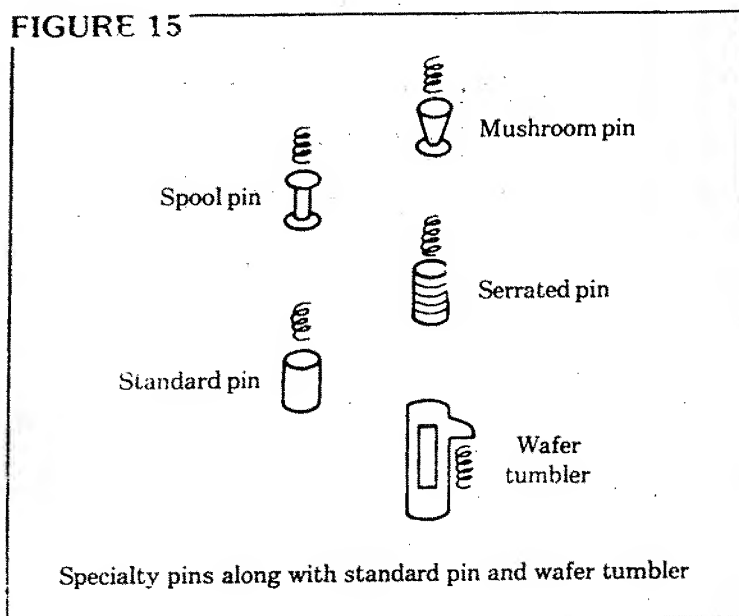 FIGURE 15
Mushroom pin
Spool pin
Serrated pin
Standard pin
Wafer
tumbler
Specialty pins along with standard pin and wafer tumbler